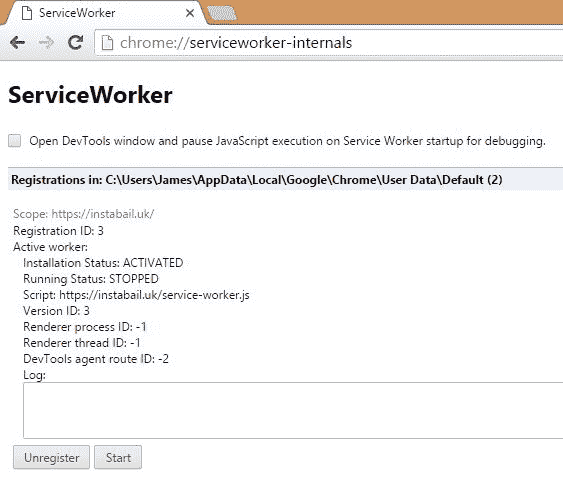 ServiceWorker
chrome://serviceworker-internals
ServiceWorker
Open DevTools window and pause JavaScript execution on Service Worker startup for debugging.
Registrations in: C:\Users\James\AppData\Local\Google\Chrome\User Data\Default (2)
Scope: https://instabail.uk/
Registration ID: 3
Active worker:
Installation Status: ACTIVATED
Running Status: STOPPED
Script: https://instabail.uk/service-worker.js
Version ID: 3
Renderer process ID: -1
Renderer thread ID: -1
DevTools agent route ID: -2
Log:
Unregister Start